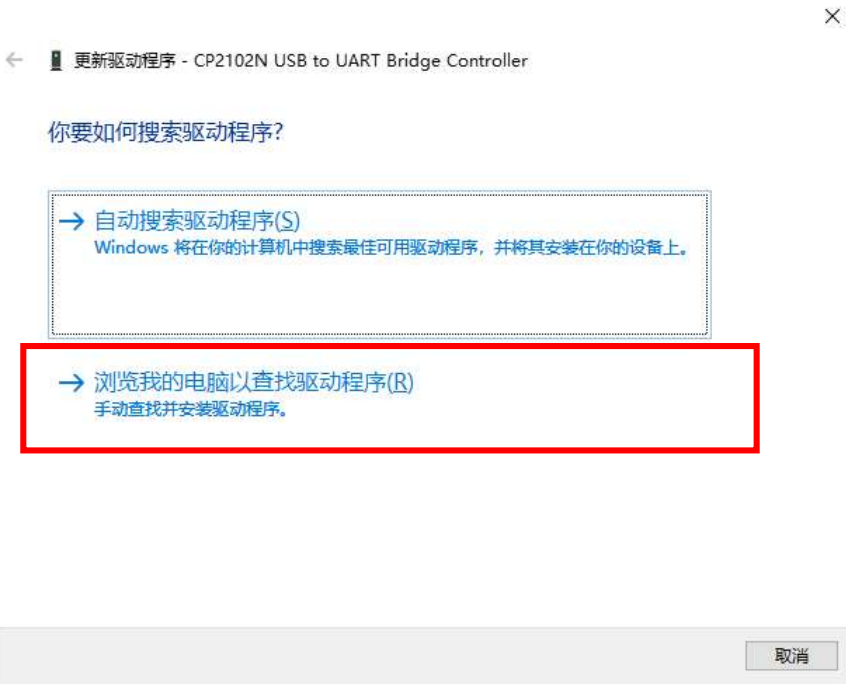 更新驱动程序 - CP2102N USB to UART Bridge Controller
你要如何搜索驱动程序?
自动搜索驱动程序(S)
Windows 将在你的计算机中搜索最佳可用驱动程序，并将其安装在你的设备上。
浏览我的电脑以查找驱动程序(R)
手动查找并安装驱动程序。
取消